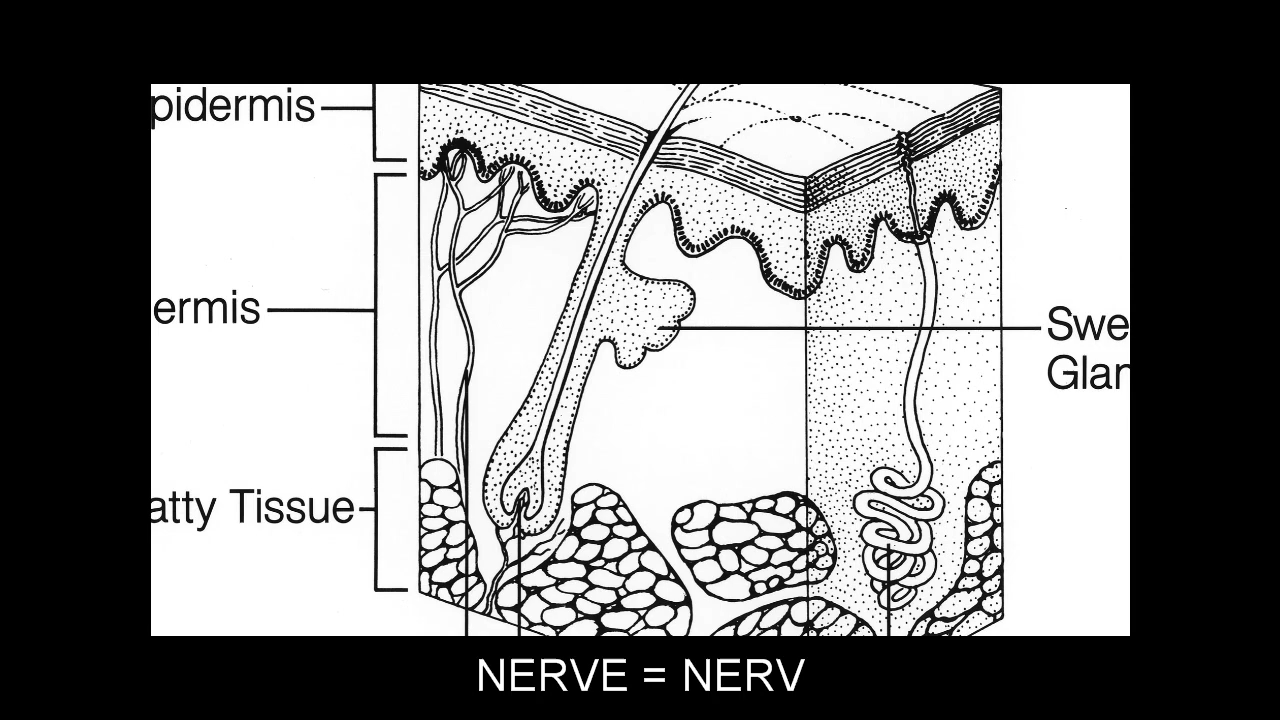 pidermis
ermis
Swe
Glan
atty Tissue
NERVE = NERV